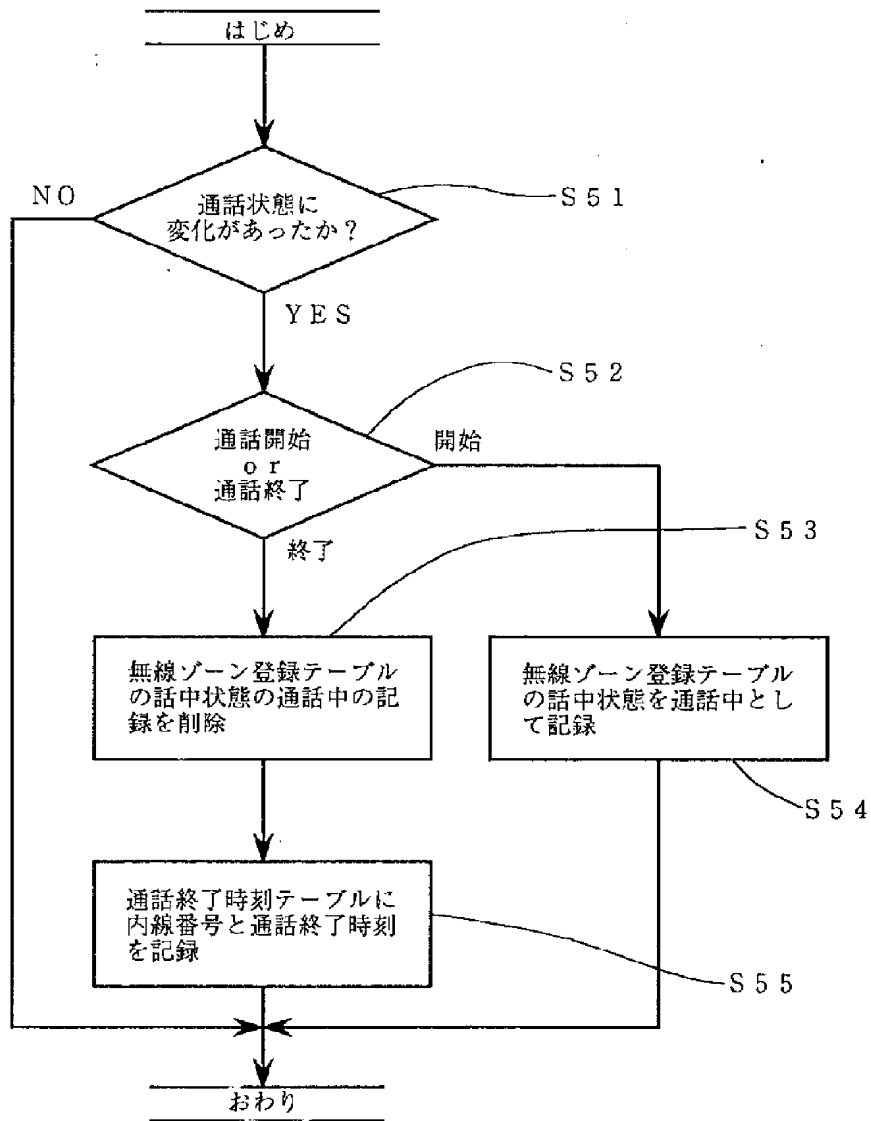 はじめ
通話状態に
変化があったか？
S51
NO
YES
S52
通話開始
or
通話終了
開始
終了
S53
無線ゾーン登録テーブル
の話中状態の通話中の記
録を削除
無線ゾーン登録テーブル
の話中状態を通話中とし
て記録
S54
通話終了時刻テーブルに
内線番号と通話終了時刻
を記録
S55
おわり